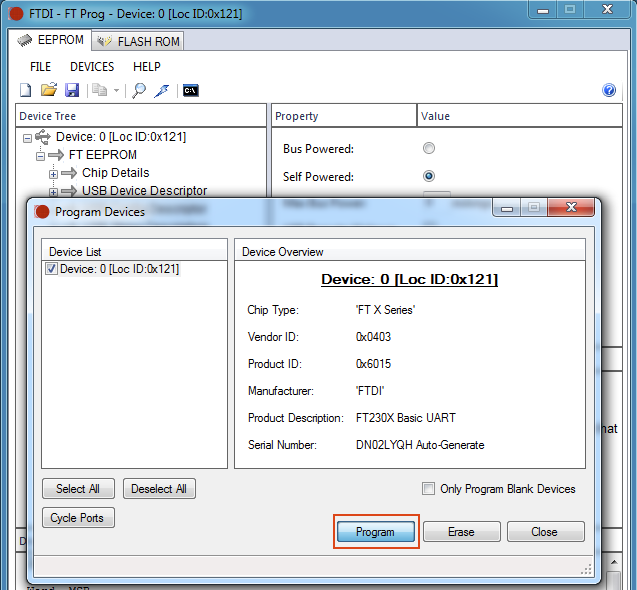 FTDI - FT Prog - Device: 0 [Loc ID:0x121]
EEPROM
FLASH ROM
FILE DEVICES HELP
C:\
?
Device Tree
Property
Value
Device: 0 [Loc ID:0x121]
FT EEPROM
Chip Details
USB Device Descriptor
Bus Powered:
Self Powered:
Program Devices
Device List
Device: 0 [Loc ID:0x121]
Device Overview
Device: 0 [Loc ID:0x121]
Chip Type: 'FT X Series'
Vendor ID: 0x0403
Product ID: 0x6015
Manufacturer: 'FTDI'
Product Description: FT230X Basic UART
Serial Number: DN02LYQH Auto-Generate
Select All
Deselect All
Only Program Blank Devices
Cycle Ports
Program
Erase
Close